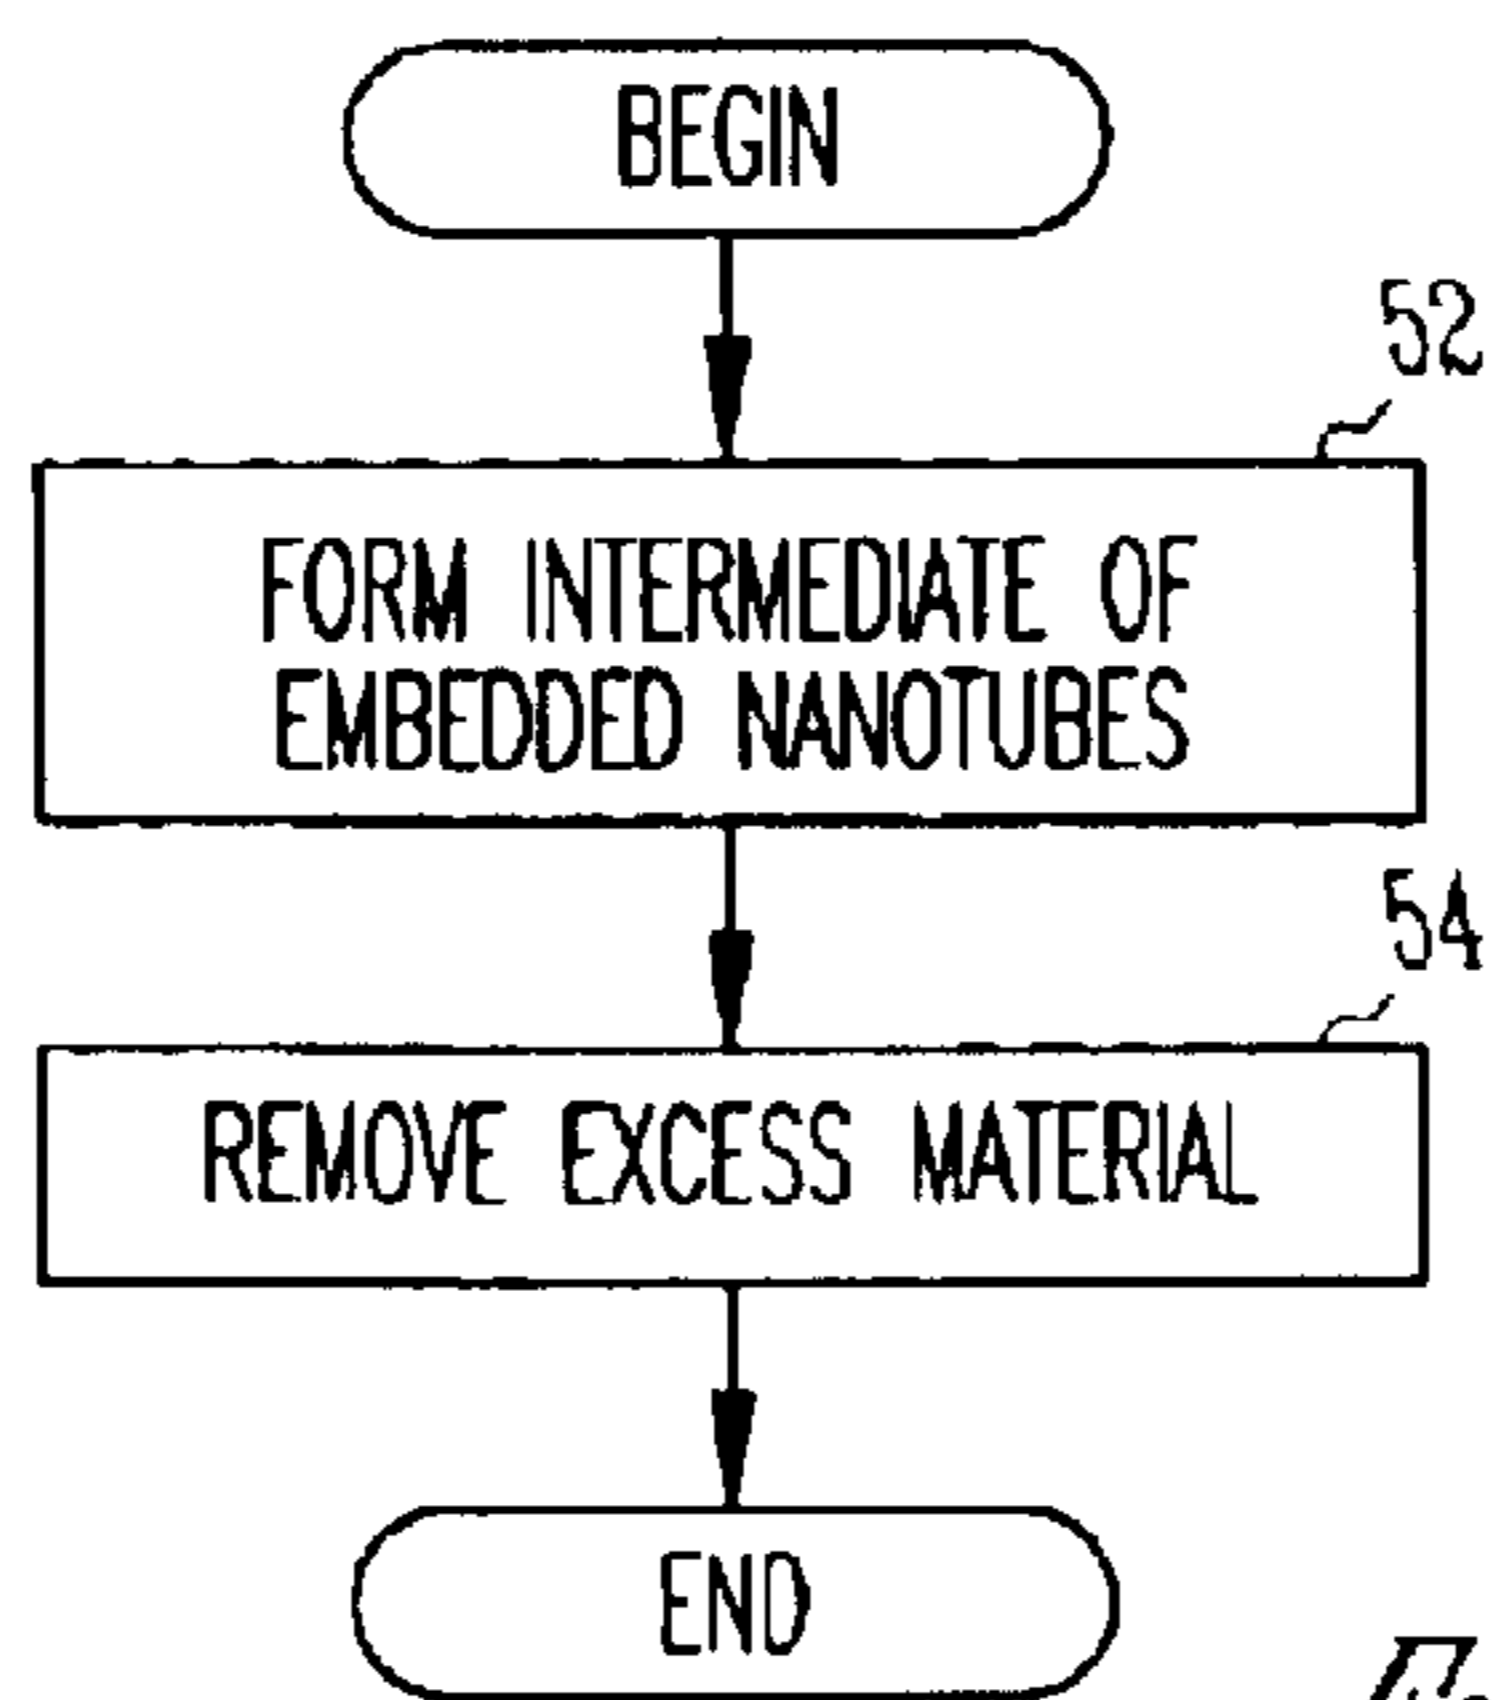 BEGIN
52
FORM INTERMEDIATE OF
EMBEDDED NANOTUBES
54
REMOVE EXCESS MATERIAL
END